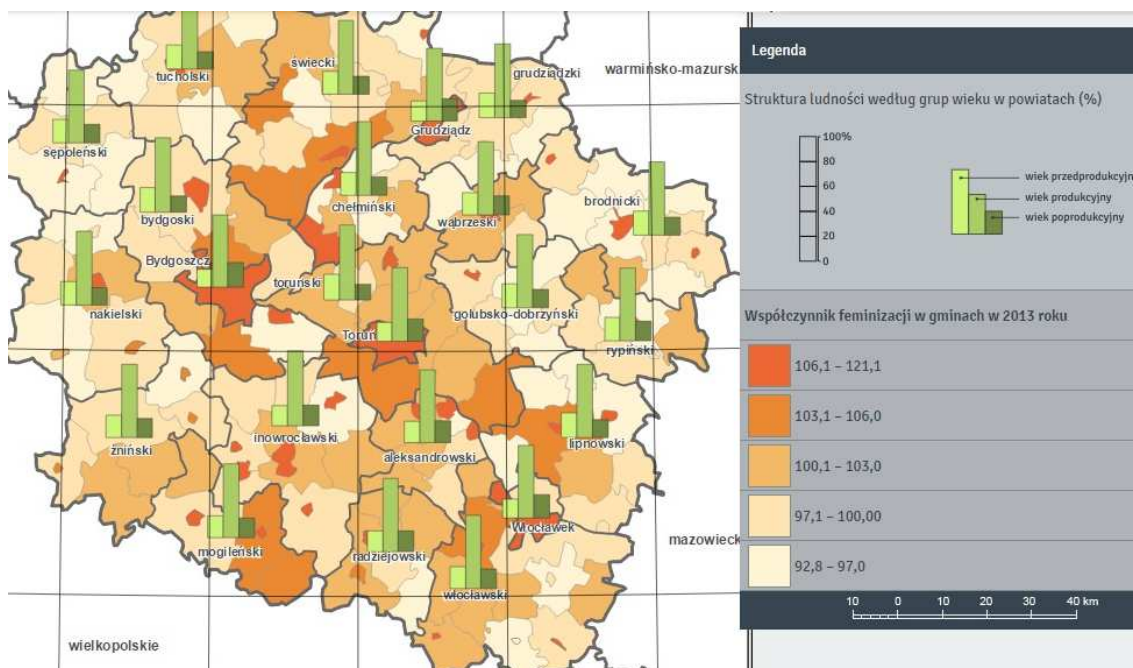 tucholski
świecki
grudziądzki
warmińsko-mazursk
Grudziądz
sępoleński
bydgoski
chełmiński
wąbrzeski
brodnicki
Bydgoszcz
toruński
nakielski
golubsko-dobrzyński
Toruń
rypiński
żniński
inowrocławski
aleksandrowski
lipnowski
Włocławek
mogileński
radziejowski
włocławski
mazowieck
wielkopolskie
Legenda
Struktura ludności według grup wieku w powiatach (%)
100%
80
60
40
20
0
wiek przedprodukcyjn
wiek produkcyjny
wiek poprodukcyjny
Współczynnik feminizacji w gminach w 2013 roku
106,1 – 121,1
103,1 – 106,0
100,1 – 103,0
97,1 – 100,00
92,8 – 97,0
10 0 10 20 40 km